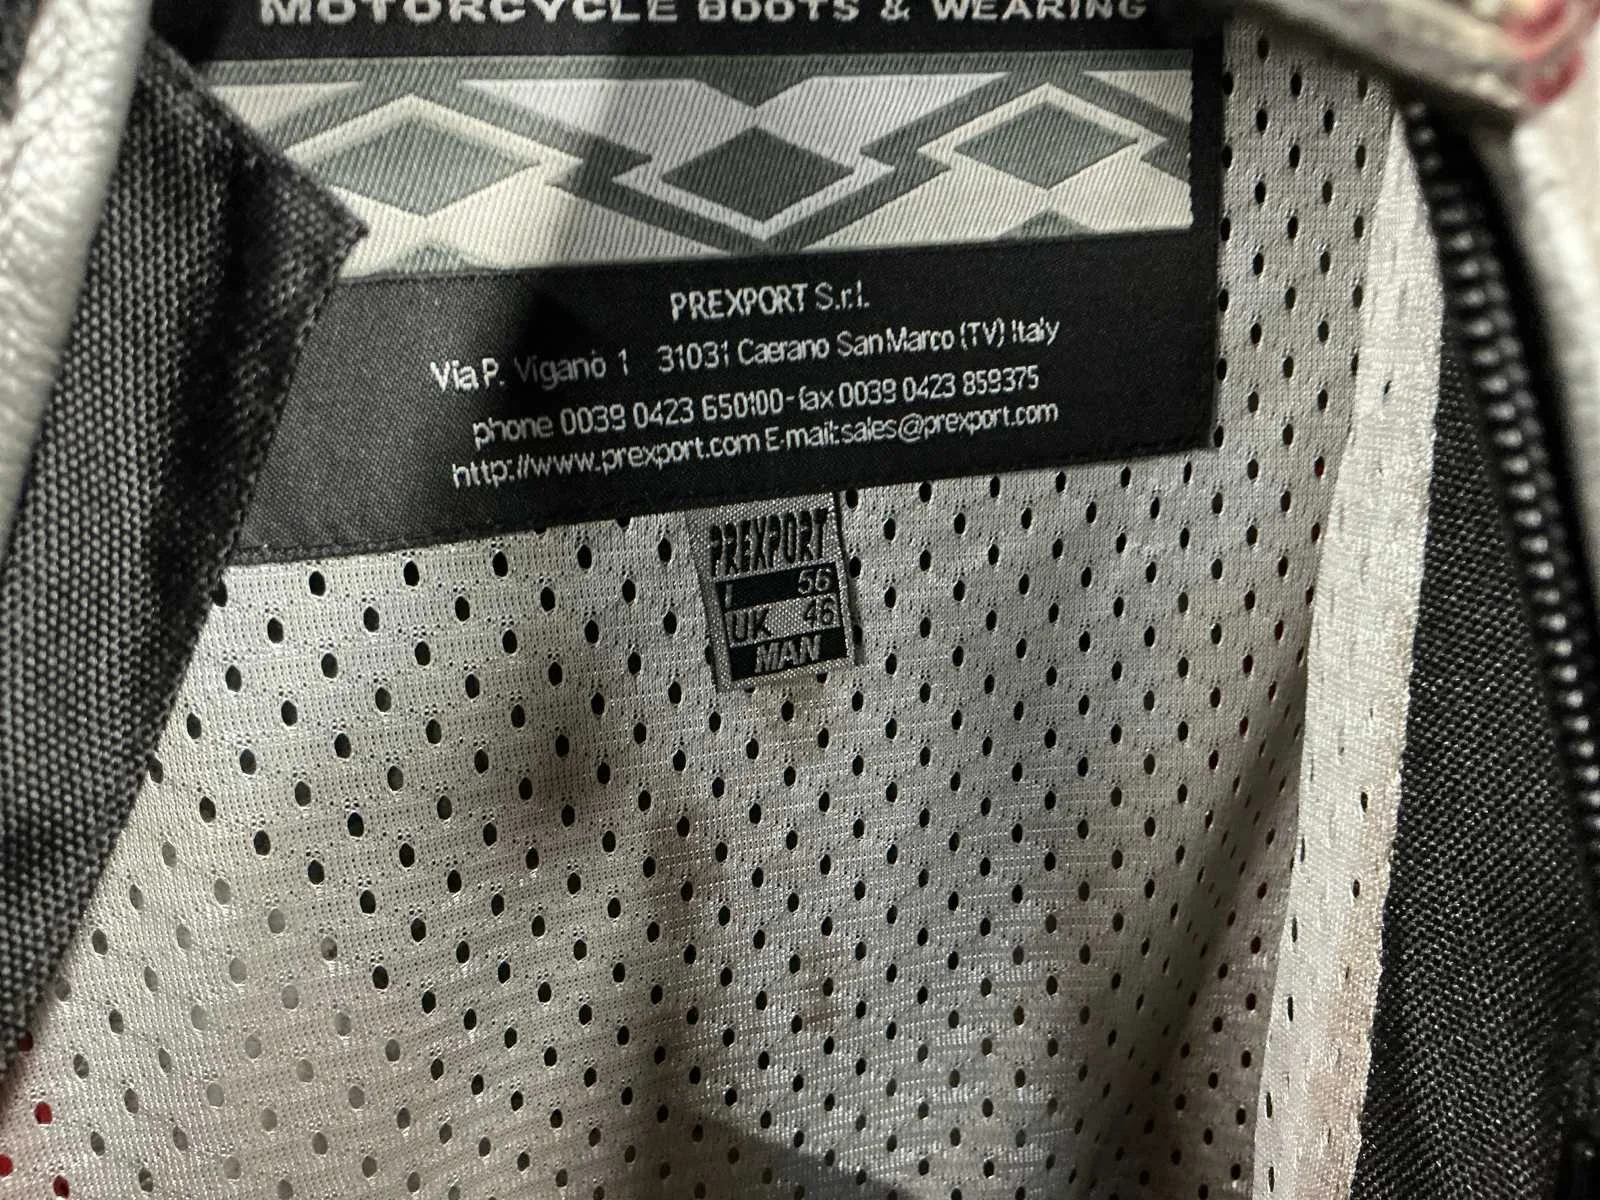 MOTORCYCLE BOOTS & WEARING
PREXPORT S.r.l.
Via P. Viganò 1 31031 Caerano San Marco (TV) Italy
phone 0039 0423 650100 - fax 0039 0423 859375
http://www.prexport.com E-mail:sales@prexport.com
PREXPORT
I 56
UK 46
MAN